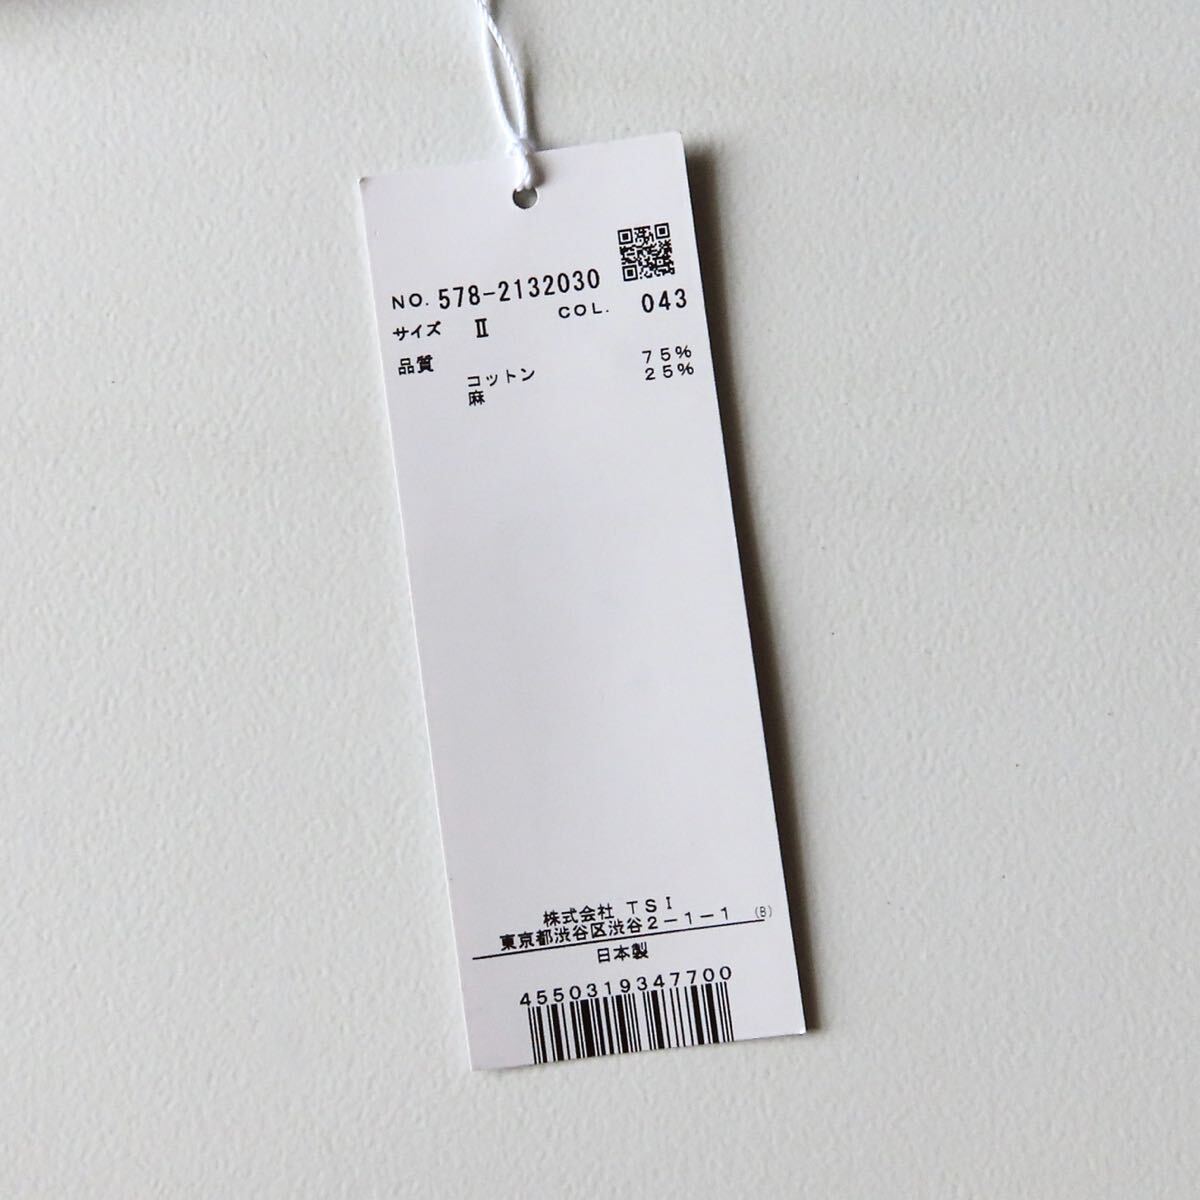 NO. 578-2132030
サイズ II COL. 043
品質
コットン 75%
麻 25%
株式会社 TSI
東京都渋谷区渋谷2-1-1 (B)
日本製
4550319347700